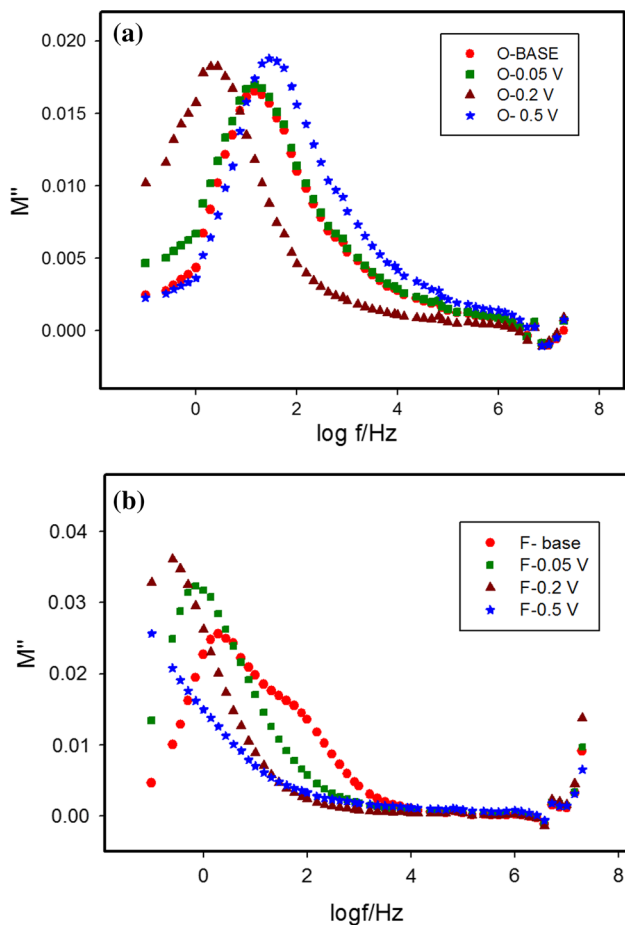 (a)
0.020
0.015
0.010
0.005
0.000
M"
O-BASE
O-0.05 V
O-0.2 V
O- 0.5 V
0 2 4 6 8
log f/Hz
(b)
0.04
0.03
0.02
0.01
0.00
M"
F- base
F-0.05 V
F-0.2 V
F-0.5 V
0 2 4 6 8
logf/Hz